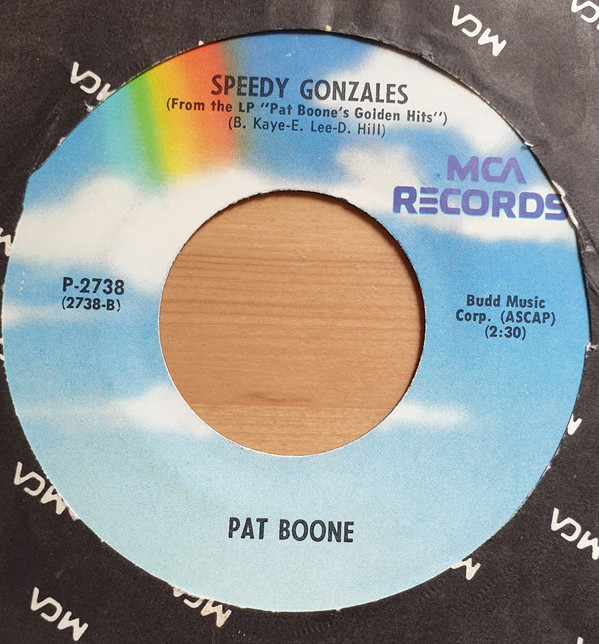 SPEEDY GONZALES
(From the LP "Pat Boone's Golden Hits")
(B. Kaye-E. Lee-D. Hill)
MCA
RECORDS
P-2738
(2738-B)
Budd Music
Corp. (ASCAP)
(2:30)
PAT BOONE
MCA
MCA
MCA
MCA
MCA
MCA